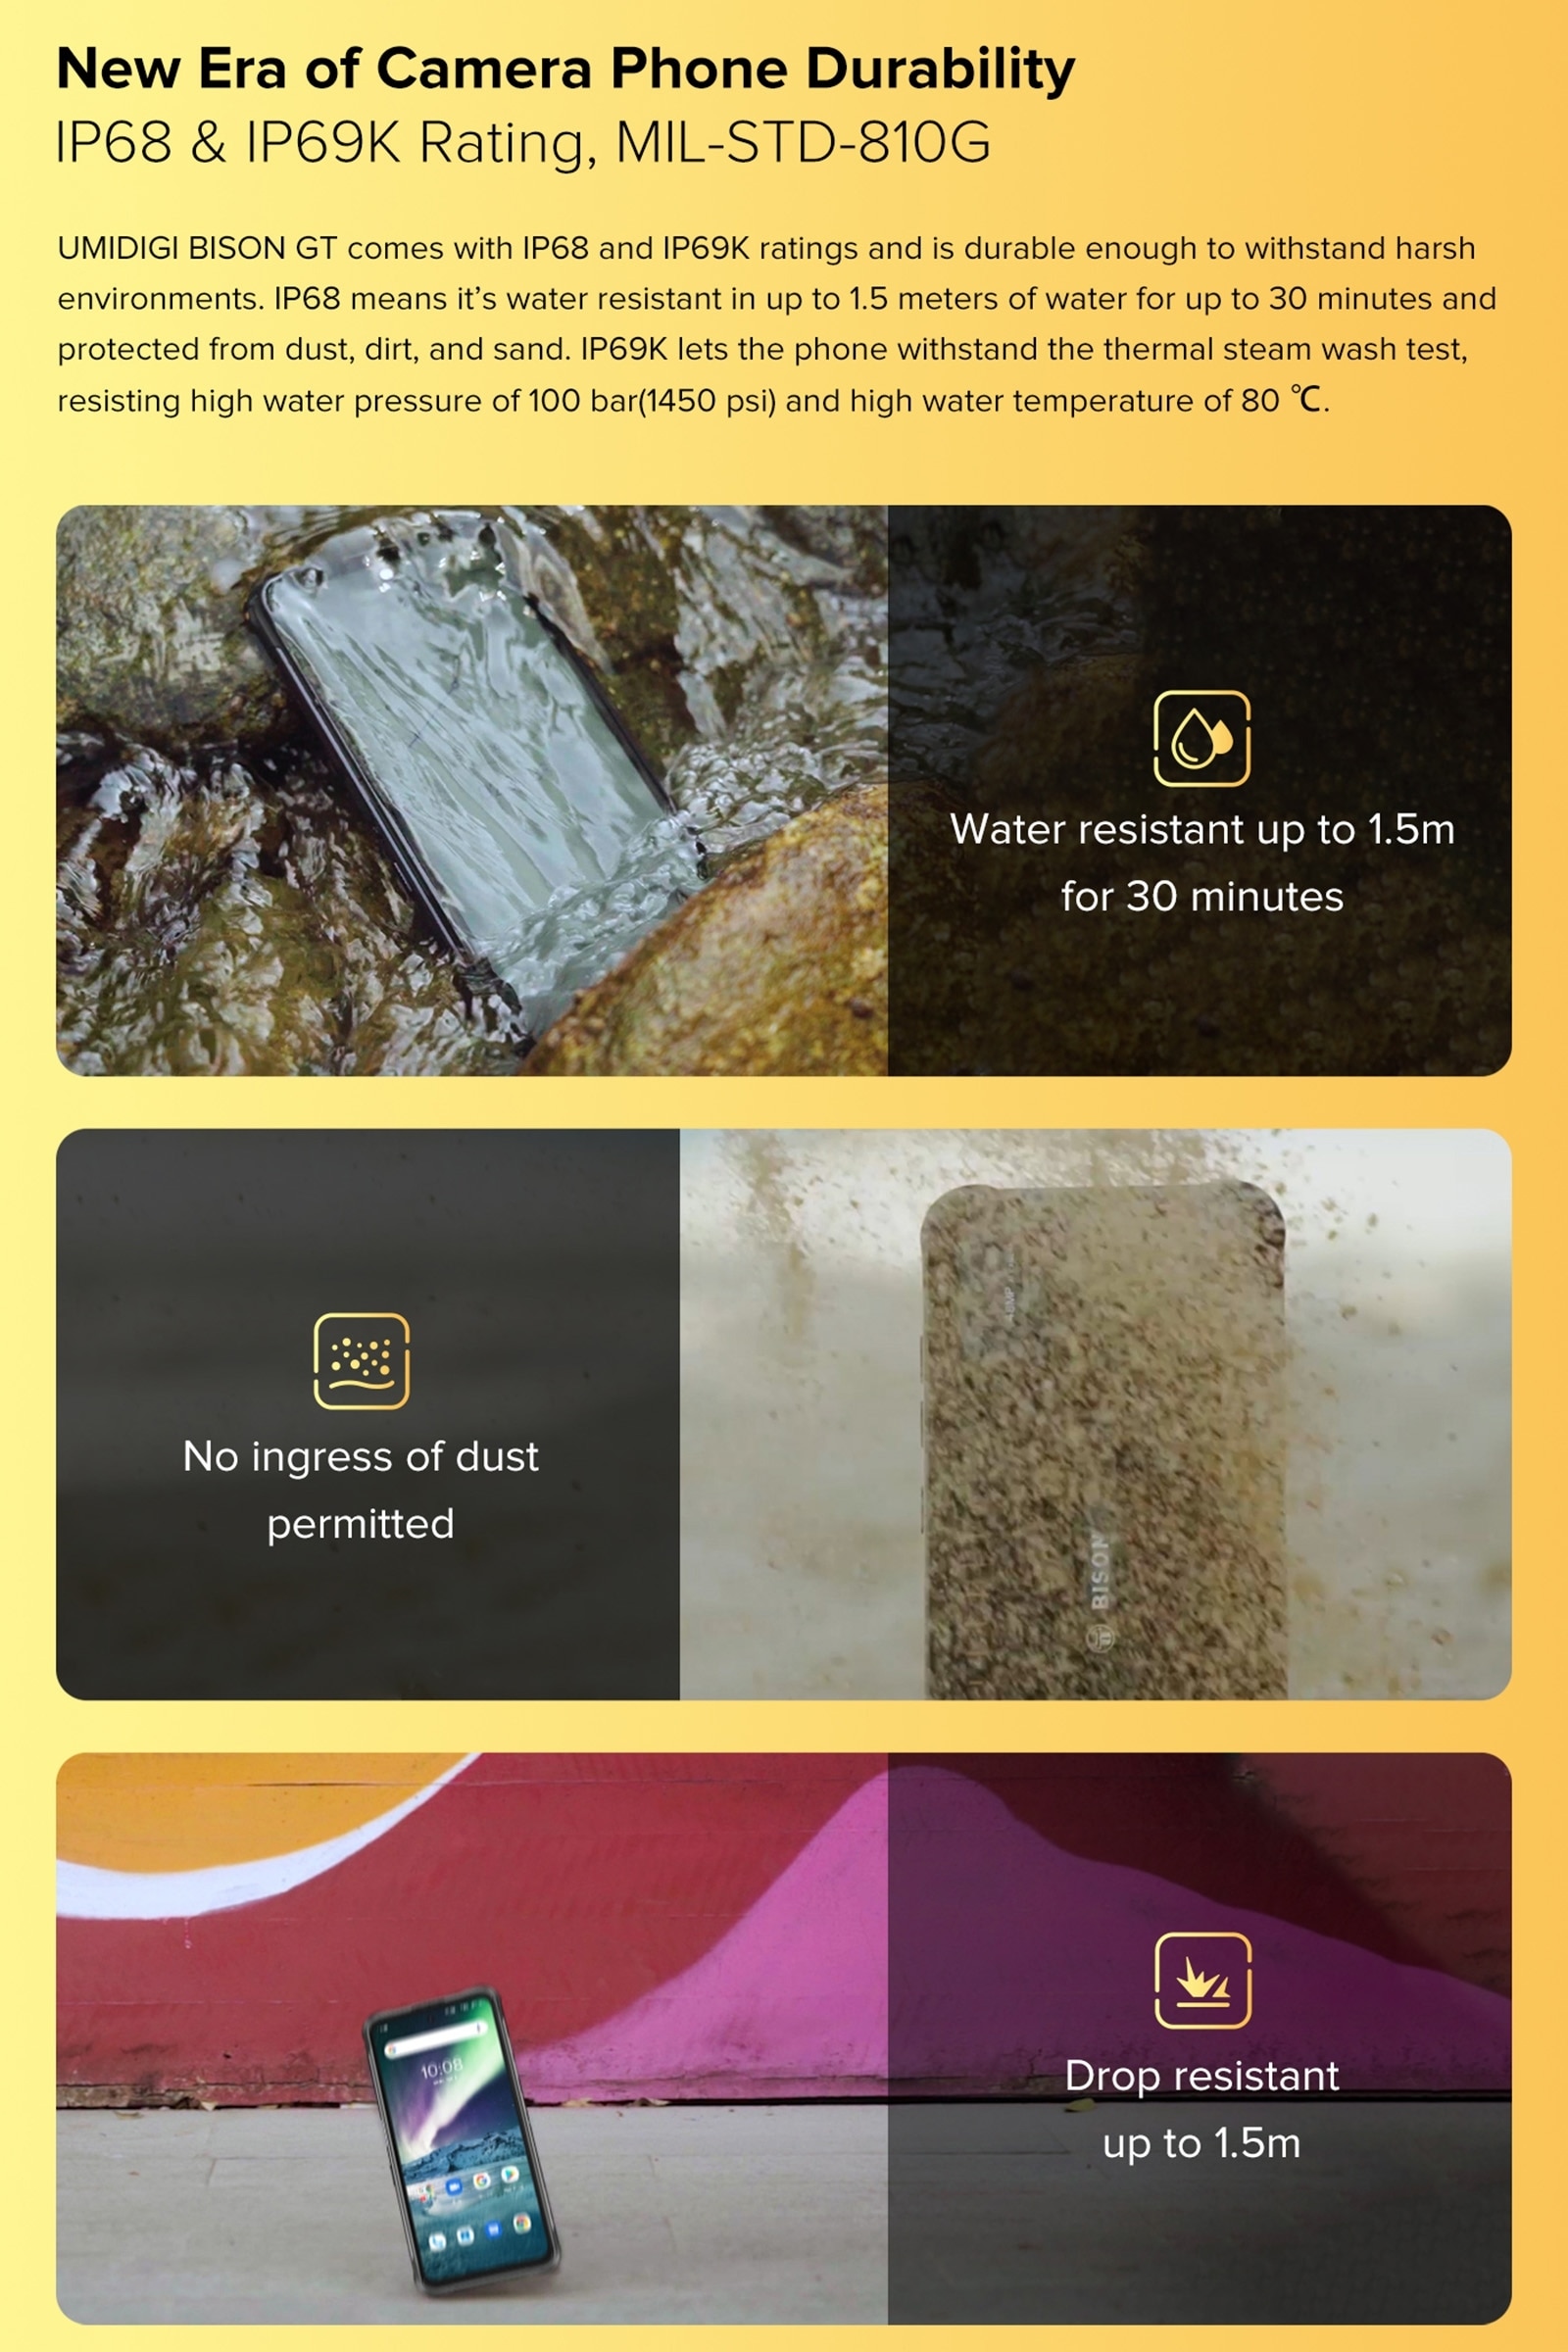 New Era of Camera Phone Durability
IP68 & IP69K Rating, MIL-STD-810G
UMIDIGI BISON GT comes with IP68 and IP69K ratings and is durable enough to withstand harsh
environments. IP68 means it’s water resistant in up to 1.5 meters of water for up to 30 minutes and
protected from dust, dirt, and sand. IP69K lets the phone withstand the thermal steam wash test,
resisting high water pressure of 100 bar(1450 psi) and high water temperature of 80 ℃.
Water resistant up to 1.5m
for 30 minutes
No ingress of dust
permitted
BISON
10:08
Drop resistant
up to 1.5m